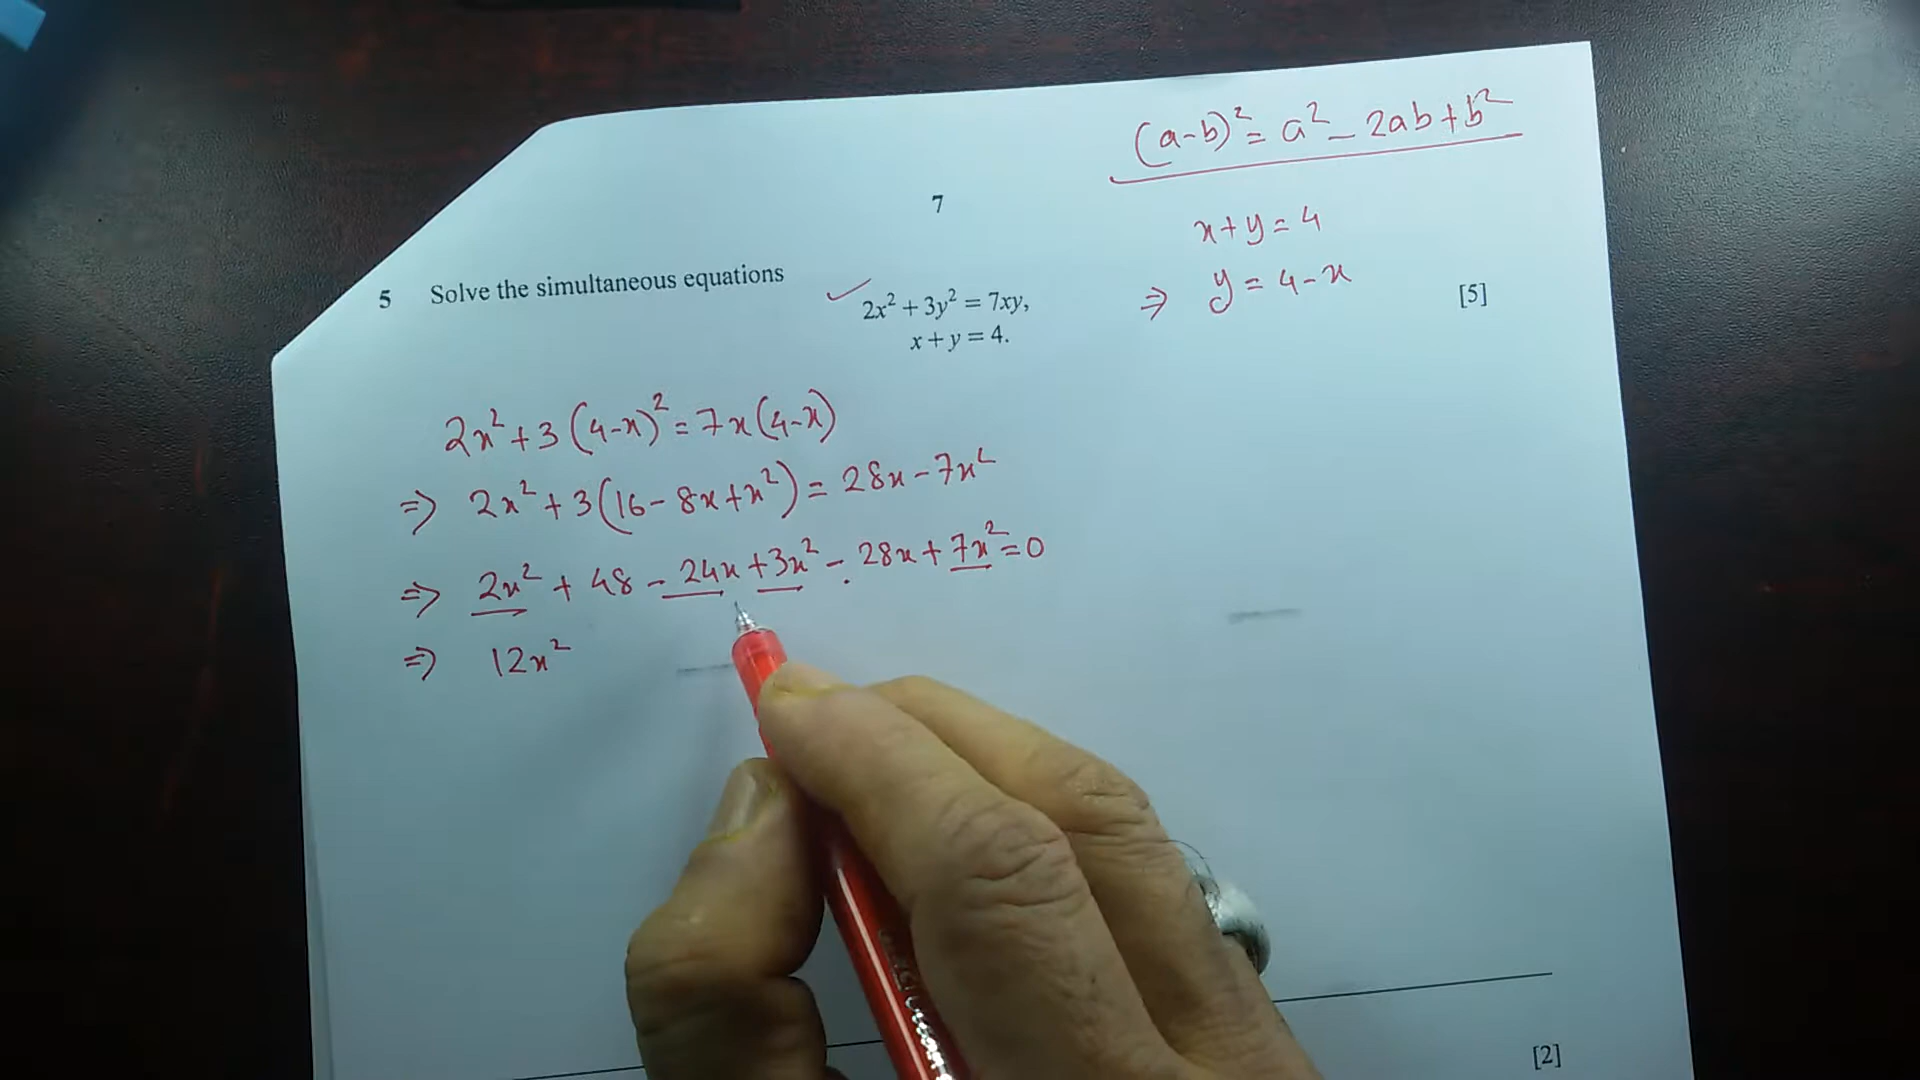 (a-b)² = a² - 2ab + b²
7
x + y = 4
⇒ y = 4 - x
5 Solve the simultaneous equations
2x² + 3y² = 7xy,
x + y = 4.
[5]
2x² + 3(4-x)² = 7x(4-x)
⇒ 2x² + 3(16 - 8x + x²) = 28x - 7x²
⇒ 2x² + 48 - 24x + 3x² - 28x + 7x² = 0
⇒ 12x²
[2]